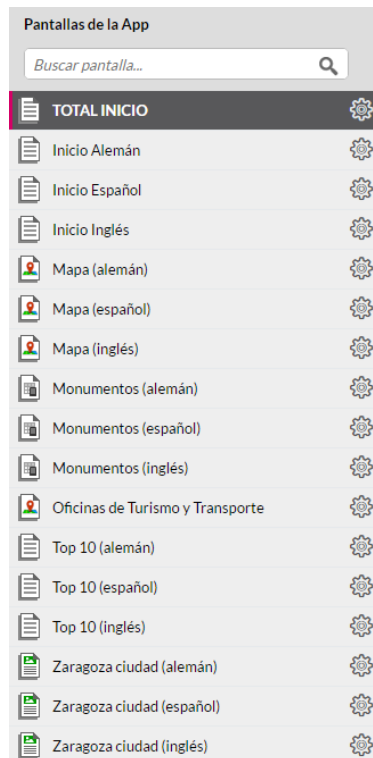 Pantallas de la App
Buscar pantalla...
TOTAL INICIO
Inicio Alemán
Inicio Español
Inicio Inglés
Mapa (alemán)
Mapa (español)
Mapa (inglés)
Monumentos (alemán)
Monumentos (español)
Monumentos (inglés)
Oficinas de Turismo y Transporte
Top 10 (alemán)
Top 10 (español)
Top 10 (inglés)
Zaragoza ciudad (alemán)
Zaragoza ciudad (español)
Zaragoza ciudad (inglés)